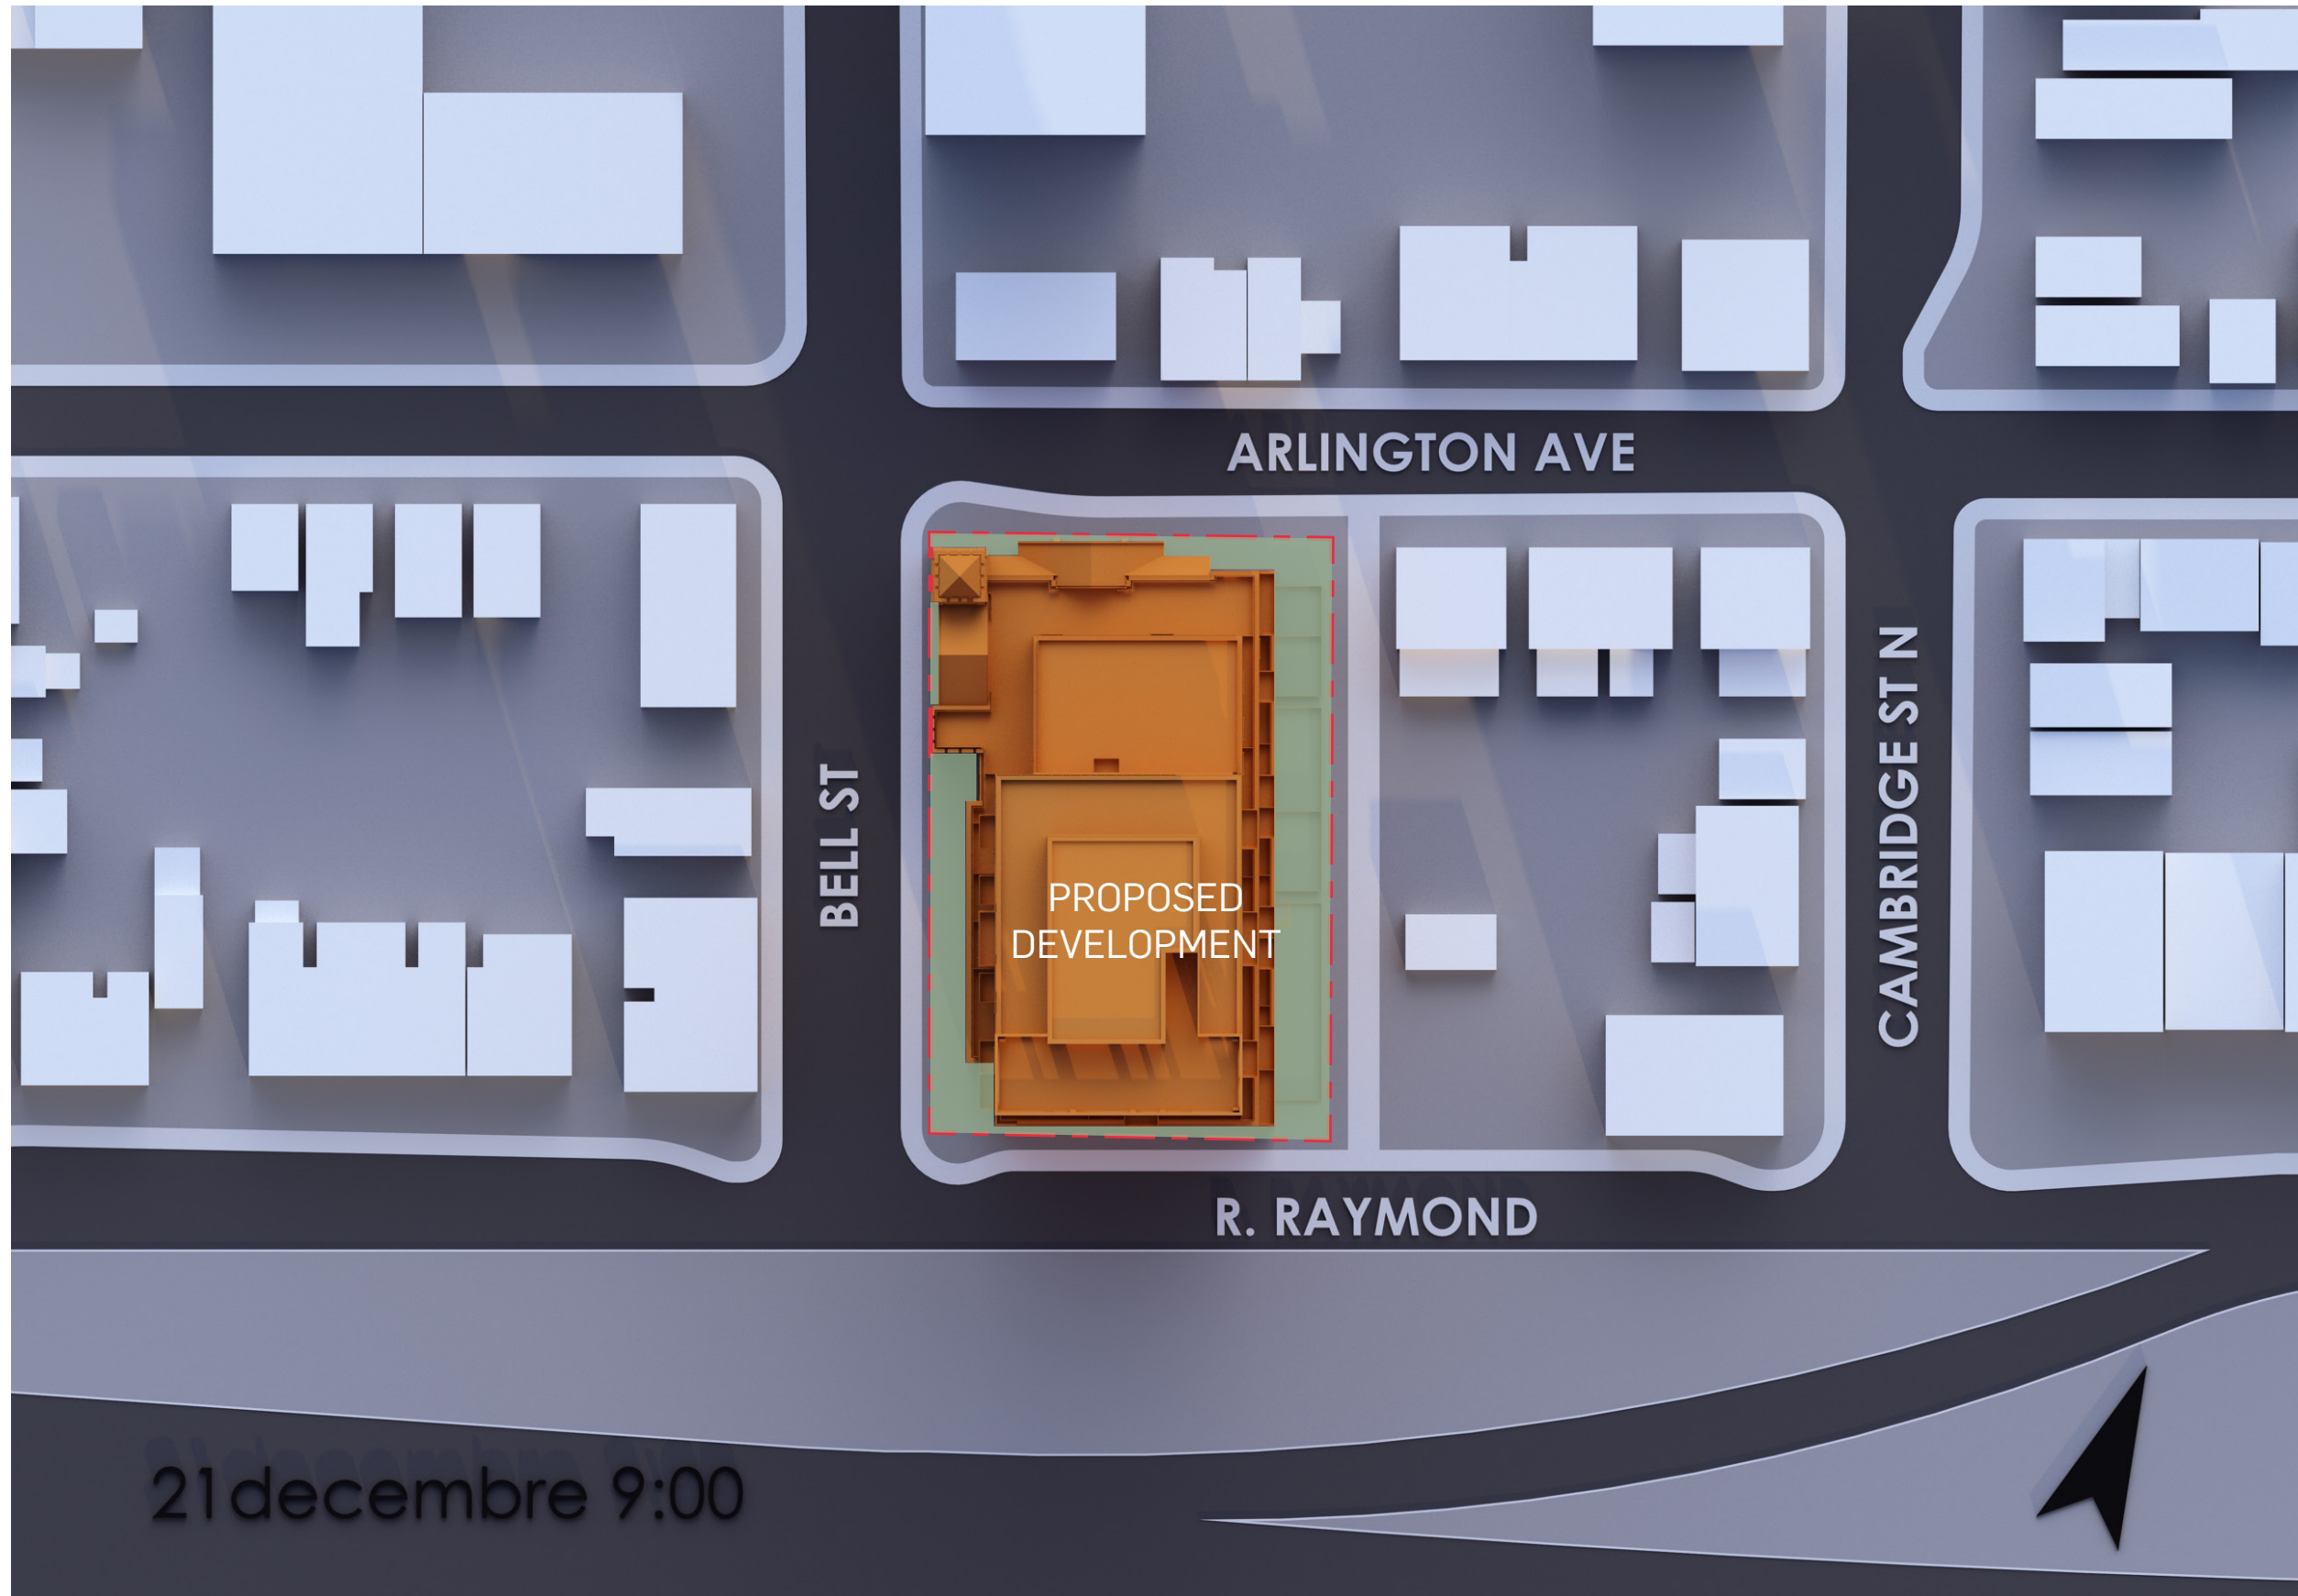 ARLINGTON AVE
BELL ST
CAMBRIDGE ST N
PROPOSED
DEVELOPMENT
R. RAYMOND
21decembre 9:00